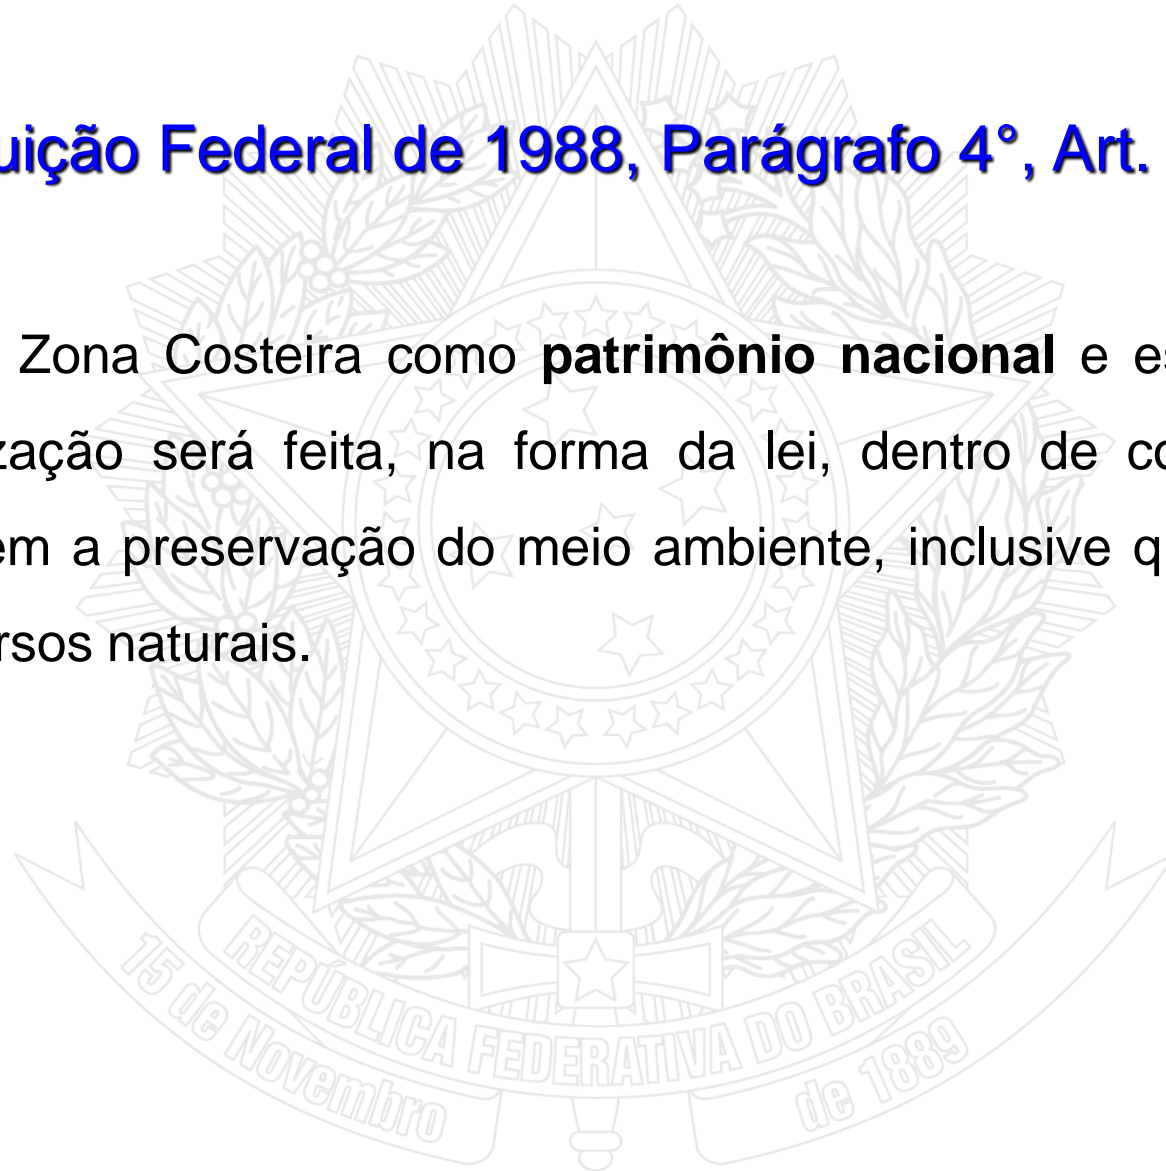 uição Federal de 1988, Parágrafo 4°, Art.
Zona Costeira como patrimônio nacional e es
zação será feita, na forma da lei, dentro de co
em a preservação do meio ambiente, inclusive q
rsos naturais.
REPÚBLICA FEDERATIVA DO BRASIL
15 de Novembro de 1889